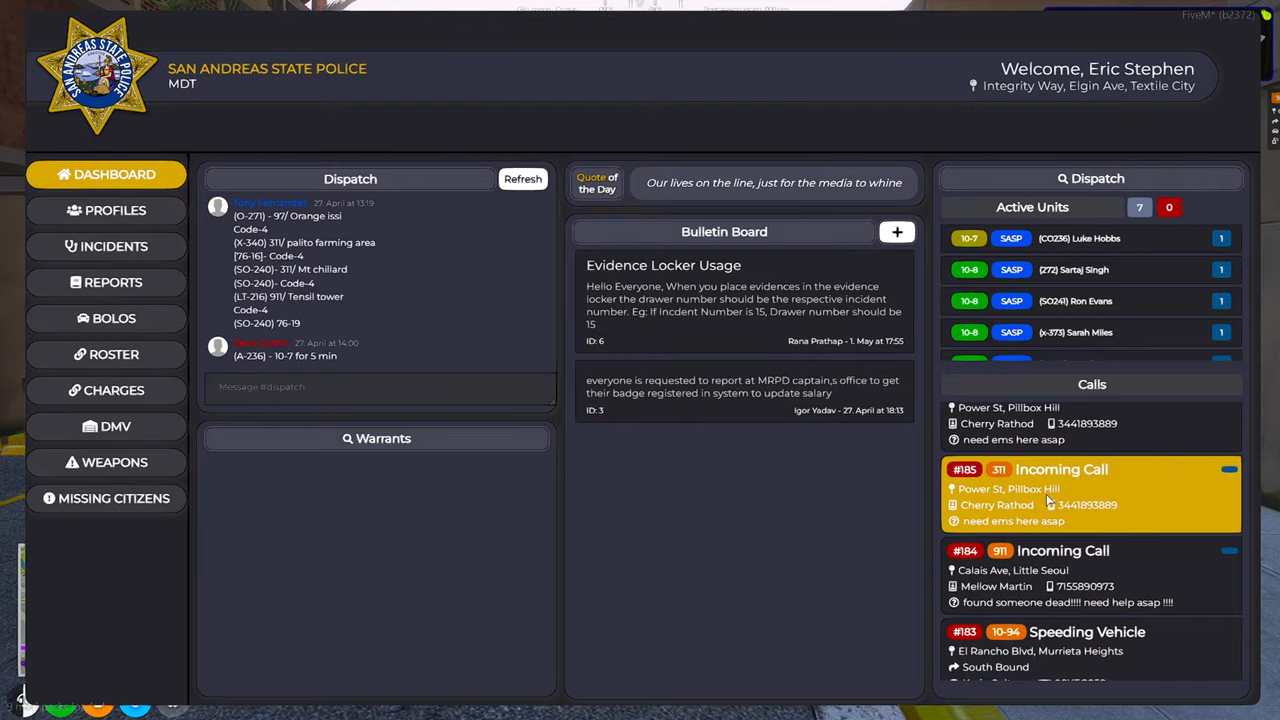 FiveM* (b2372)
SAN ANDREAS STATE POLICE
MDT
Welcome, Eric Stephen
Integrity Way, Elgin Ave, Textile City
SAN ANDREAS STATE POLICE
DASHBOARD
PROFILES
INCIDENTS
REPORTS
BOLOS
ROSTER
CHARGES
DMV
WEAPONS
MISSING CITIZENS
Dispatch
Refresh
Tony Fernandez 27. April at 13:19
(O-271) - 97/ Orange issi
Code-4
(X-340) 311/ palito farming area
[76-16]- Code-4
(SO-240)- 311/ Mt chillard
(SO-240)- Code-4
(LT-216) 911/ Tensil tower
Code-4
(SO-240) 76-19
27. April at 14:00
(A-236) - 10-7 for 5 min
Message #dispatch
Warrants
Quote of
the Day
Our lives on the line, just for the media to whine
Bulletin Board
+
Evidence Locker Usage
Hello Everyone, When you place evidences in the evidence
locker the drawer number should be the respective incident
number. Eg: If Incdent Number is 15, Drawer number should be
15
ID: 6
Rana Prathap - 1. May at 17:55
everyone is requested to report at MRPD captain,s office to get
their badge registered in system to update salary
ID: 3
Igor Yadav - 27. April at 18:13
Dispatch
Active Units 7 0
10-7 SASP (CO236) Luke Hobbs 1
10-8 SASP (272) Sartaj Singh 1
10-8 SASP (SO241) Ron Evans 1
10-8 SASP (x-373) Sarah Miles 1
Calls
Power St, Pillbox Hill
Cherry Rathod 3441893889
need ems here asap
#185 311 Incoming Call
Power St, Pillbox Hill
Cherry Rathod 3441893889
need ems here asap
#184 911 Incoming Call
Calais Ave, Little Seoul
Mellow Martin 7155890973
found someone dead!!!! need help asap !!!!
#183 10-94 Speeding Vehicle
El Rancho Blvd, Murrieta Heights
South Bound